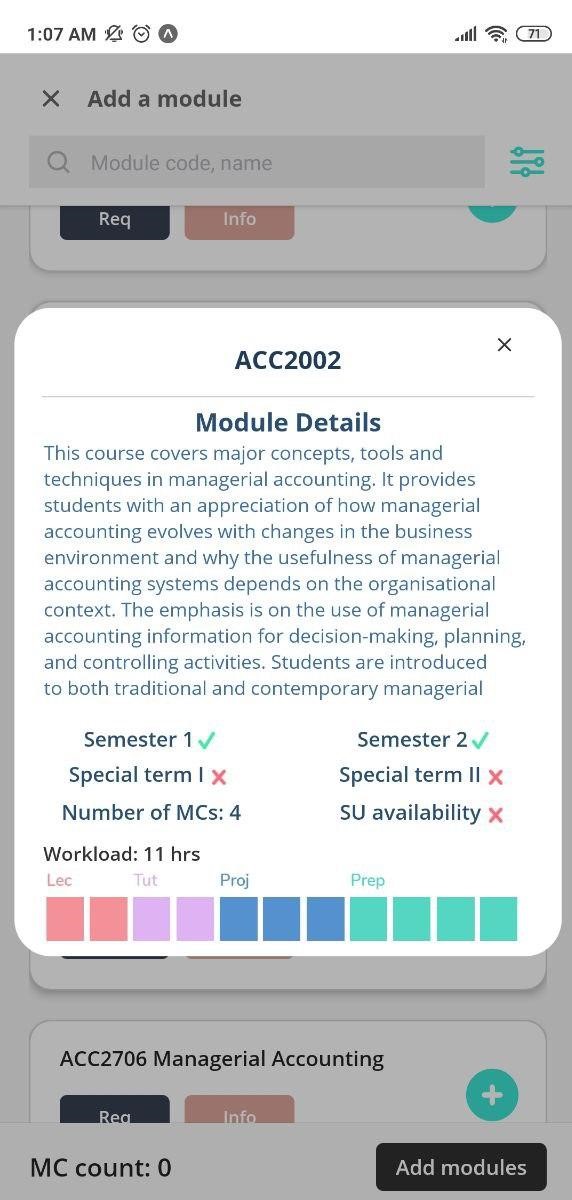 1:07 AM
71
Add a module
Module code, name
Req Info
ACC2002
Module Details
This course covers major concepts, tools and
techniques in managerial accounting. It provides
students with an appreciation of how managerial
accounting evolves with changes in the business
environment and why the usefulness of managerial
accounting systems depends on the organisational
context. The emphasis is on the use of managerial
accounting information for decision-making, planning,
and controlling activities. Students are introduced
to both traditional and contemporary managerial
Semester 1 Semester 2
Special term I Special term II
Number of MCs: 4 SU availability
Workload: 11 hrs
Lec Tut Proj Prep
ACC2706 Managerial Accounting
Req Info
MC count: 0 Add modules